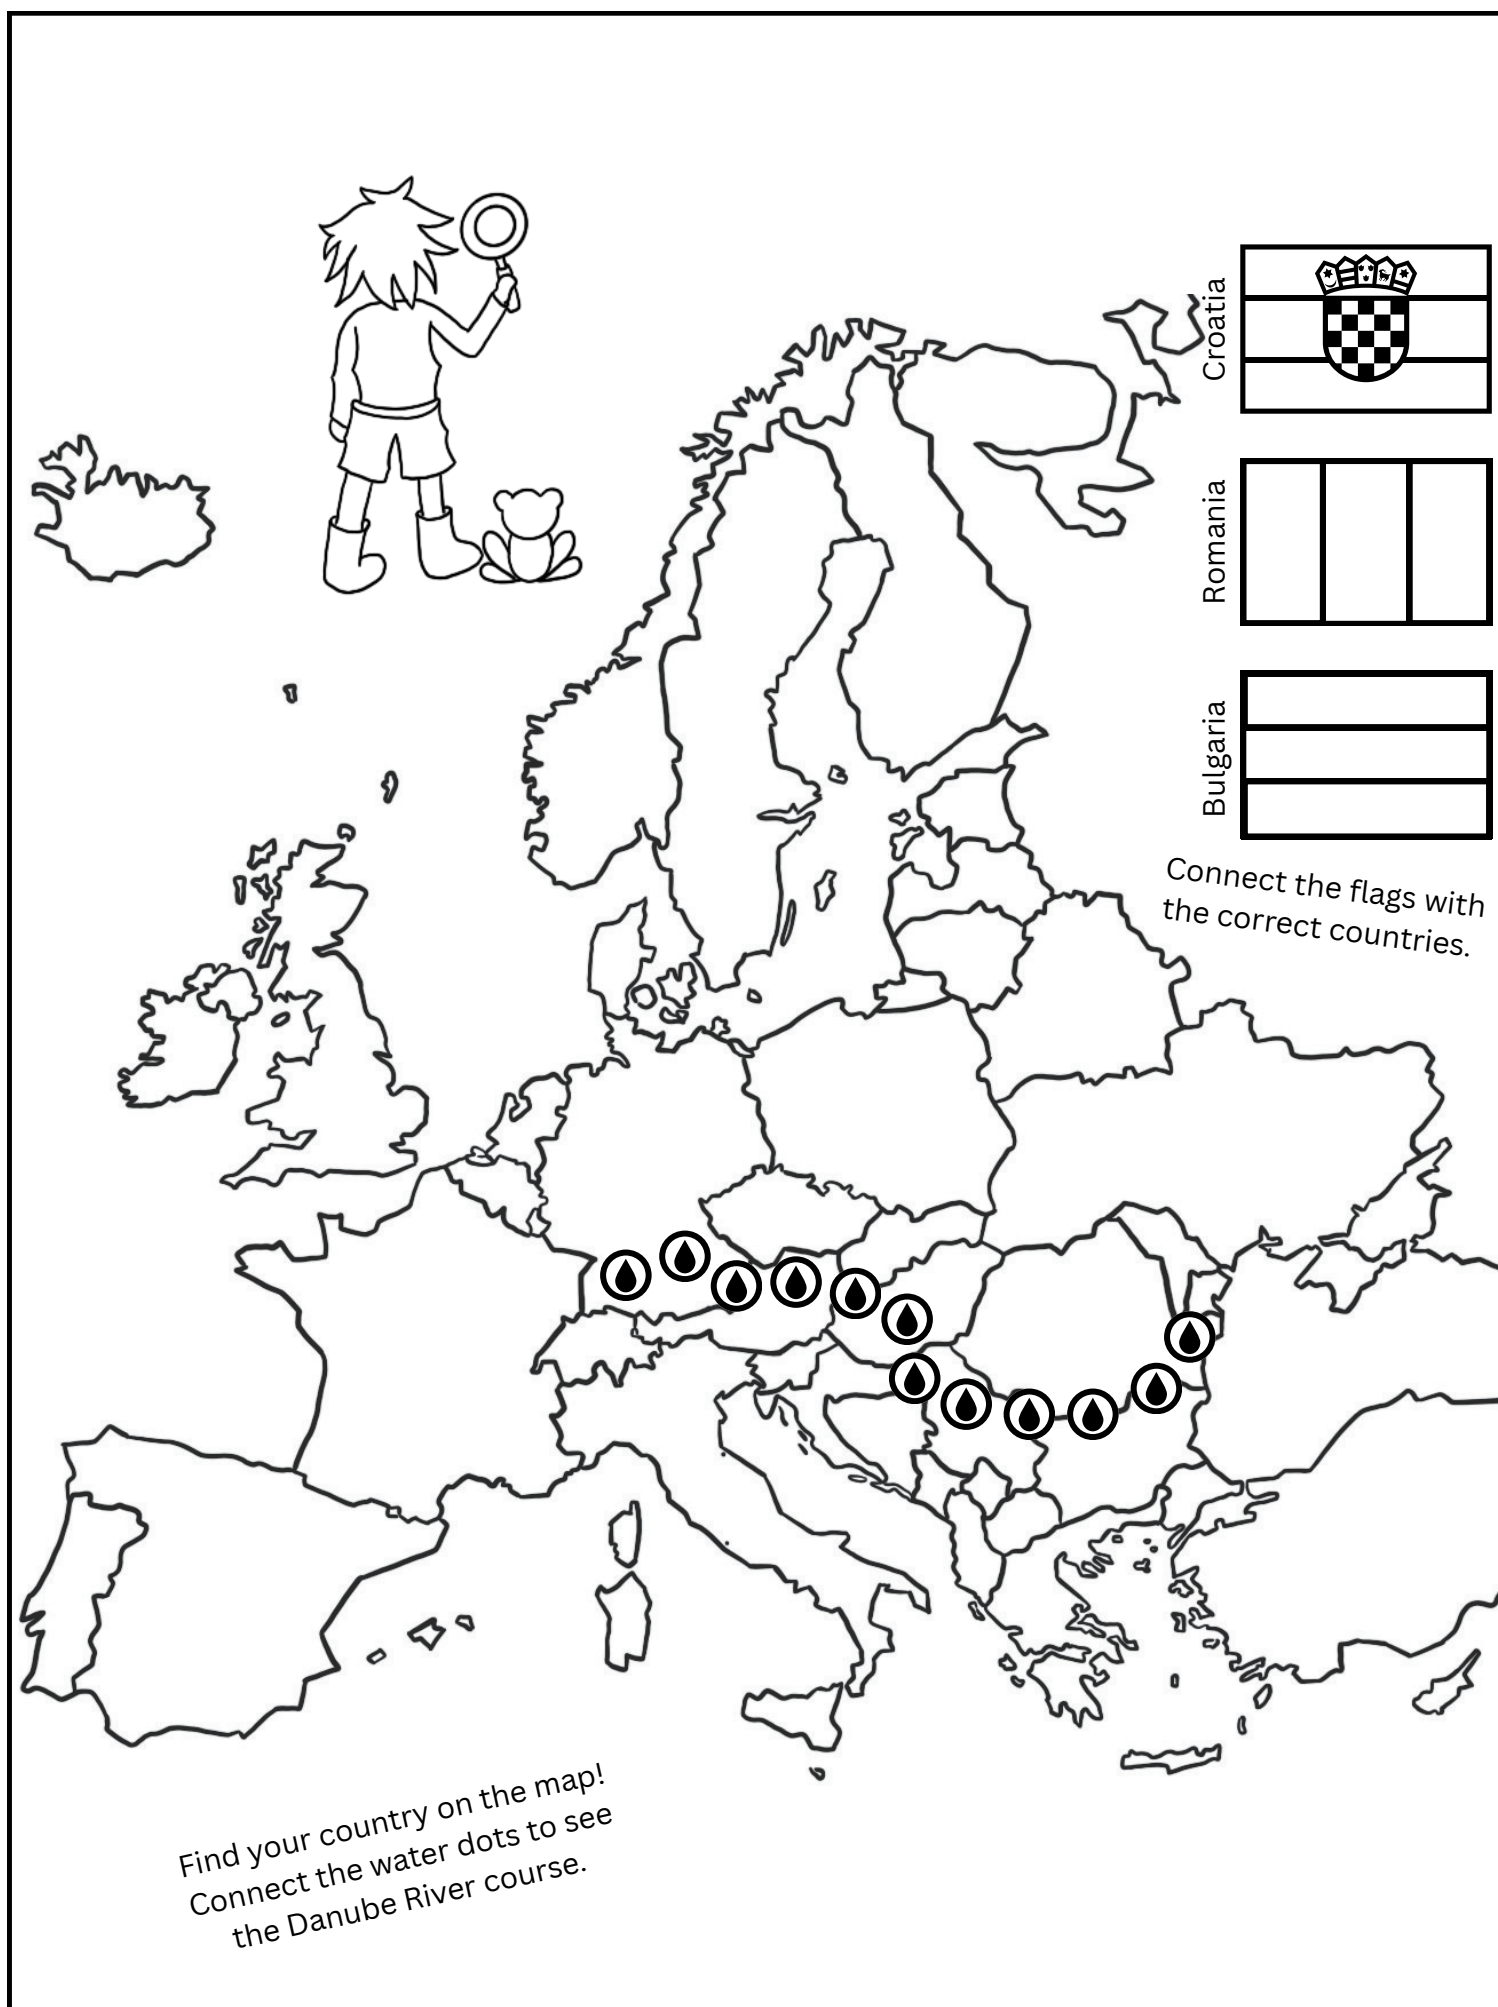 Croatia
Romania
Bulgaria
Connect the flags with
the correct countries.
Find your country on the map!
Connect the water dots to see
the Danube River course.